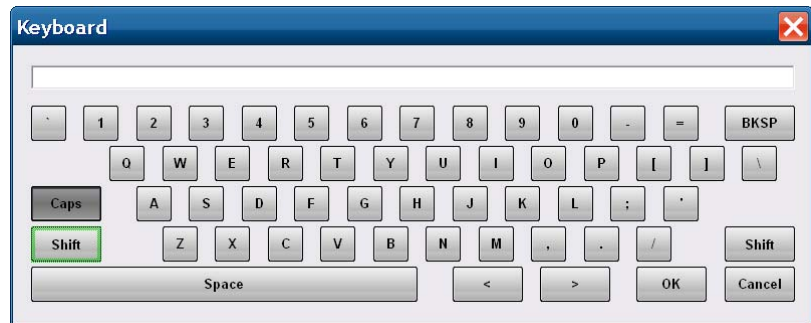 Keyboard
` 1 2 3 4 5 6 7 8 9 0 - = BKSP
Q W E R T Y U I O P [ ] \
Caps A S D F G H J K L ; '
Shift Z X C V B N M , . / Shift
Space < > OK Cancel